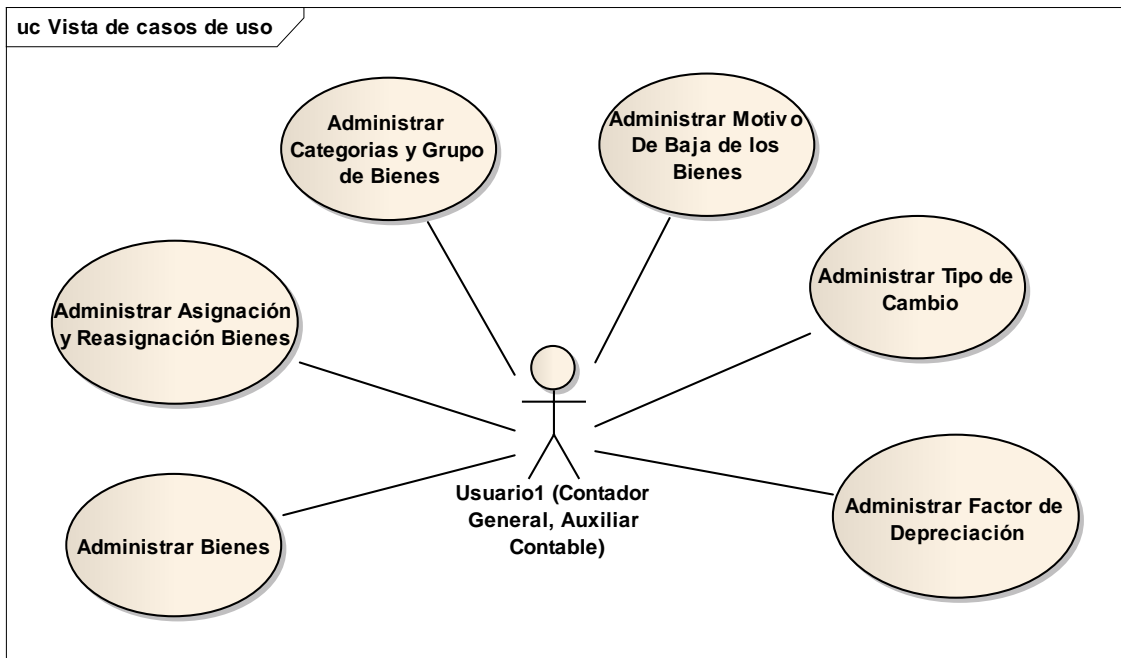 uc Vista de casos de uso
Administrar
Categorias y Grupo
de Bienes
Administrar Motivo
De Baja de los
Bienes
Administrar Asignación
y Reasignación Bienes
Administrar Tipo de
Cambio
Administrar Bienes
Usuario1 (Contador
General, Auxiliar
Contable)
Administrar Factor de
Depreciación